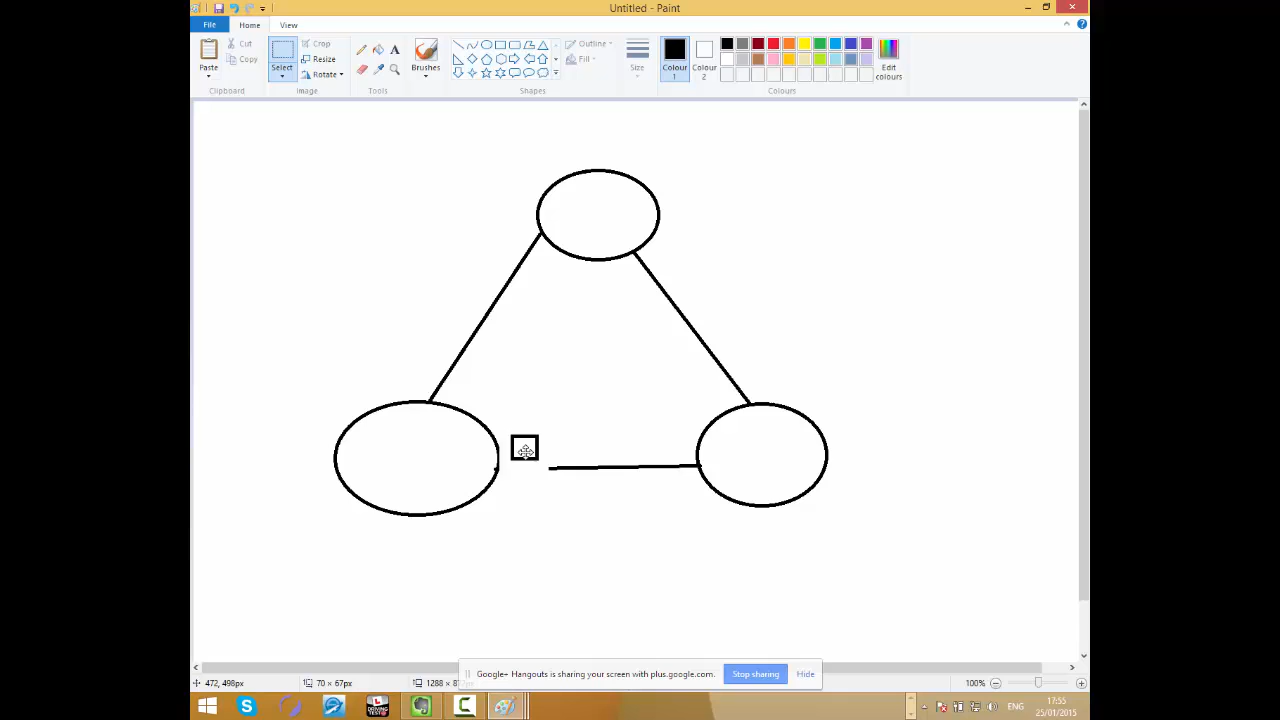 Untitled - Paint
File Home View
Paste
Cut
Copy
Clipboard
Select
Crop
Resize
Rotate
Image
Tools
Brushes
Shapes
Outline
Fill
Size
Colour 1
Colour 2
Edit colours
Colours
Google+ Hangouts is sharing your screen with plus.google.com. Stop sharing Hide
472, 498px 70 × 67px 100%
ENG 17:55
25/01/2015